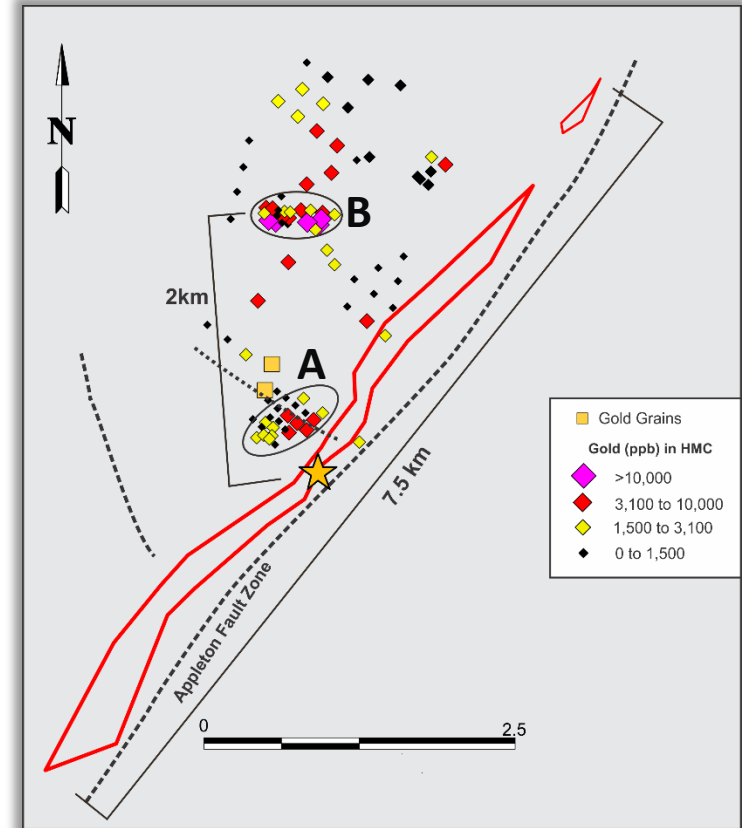 N
B
2km
A
Gold Grains
Gold (ppb) in HMC
>10,000
3,100 to 10,000
1,500 to 3,100
0 to 1,500
7.5 km
Appleton Fault Zone
0
2.5